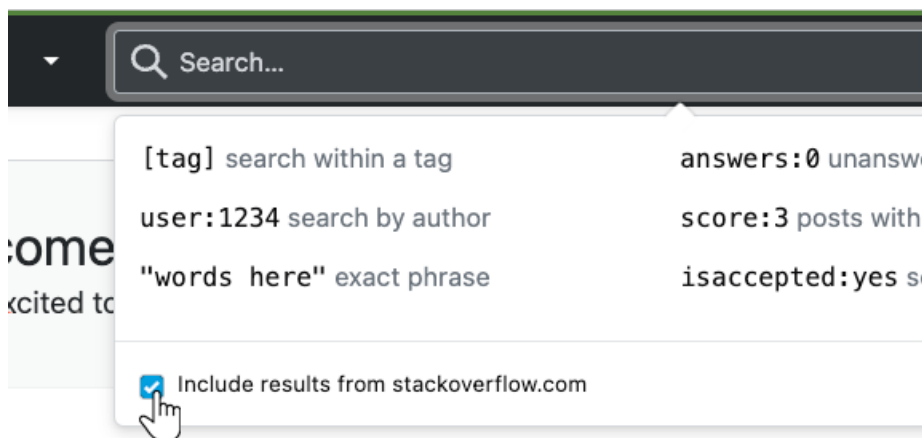 Search...
[tag] search within a tag
answers:0
user:1234 search by author
score:3 posts with
"words here" exact phrase
isaccepted:yes
Include results from stackoverflow.com